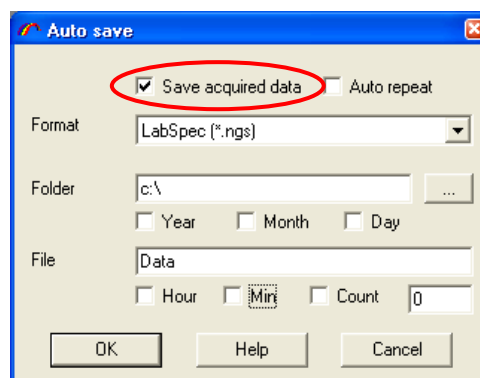 Auto save
Save acquired data Auto repeat
Format LabSpec (*.ngs)
Folder c:\ ...
Year Month Day
File Data
Hour Min Count 0
OK Help Cancel